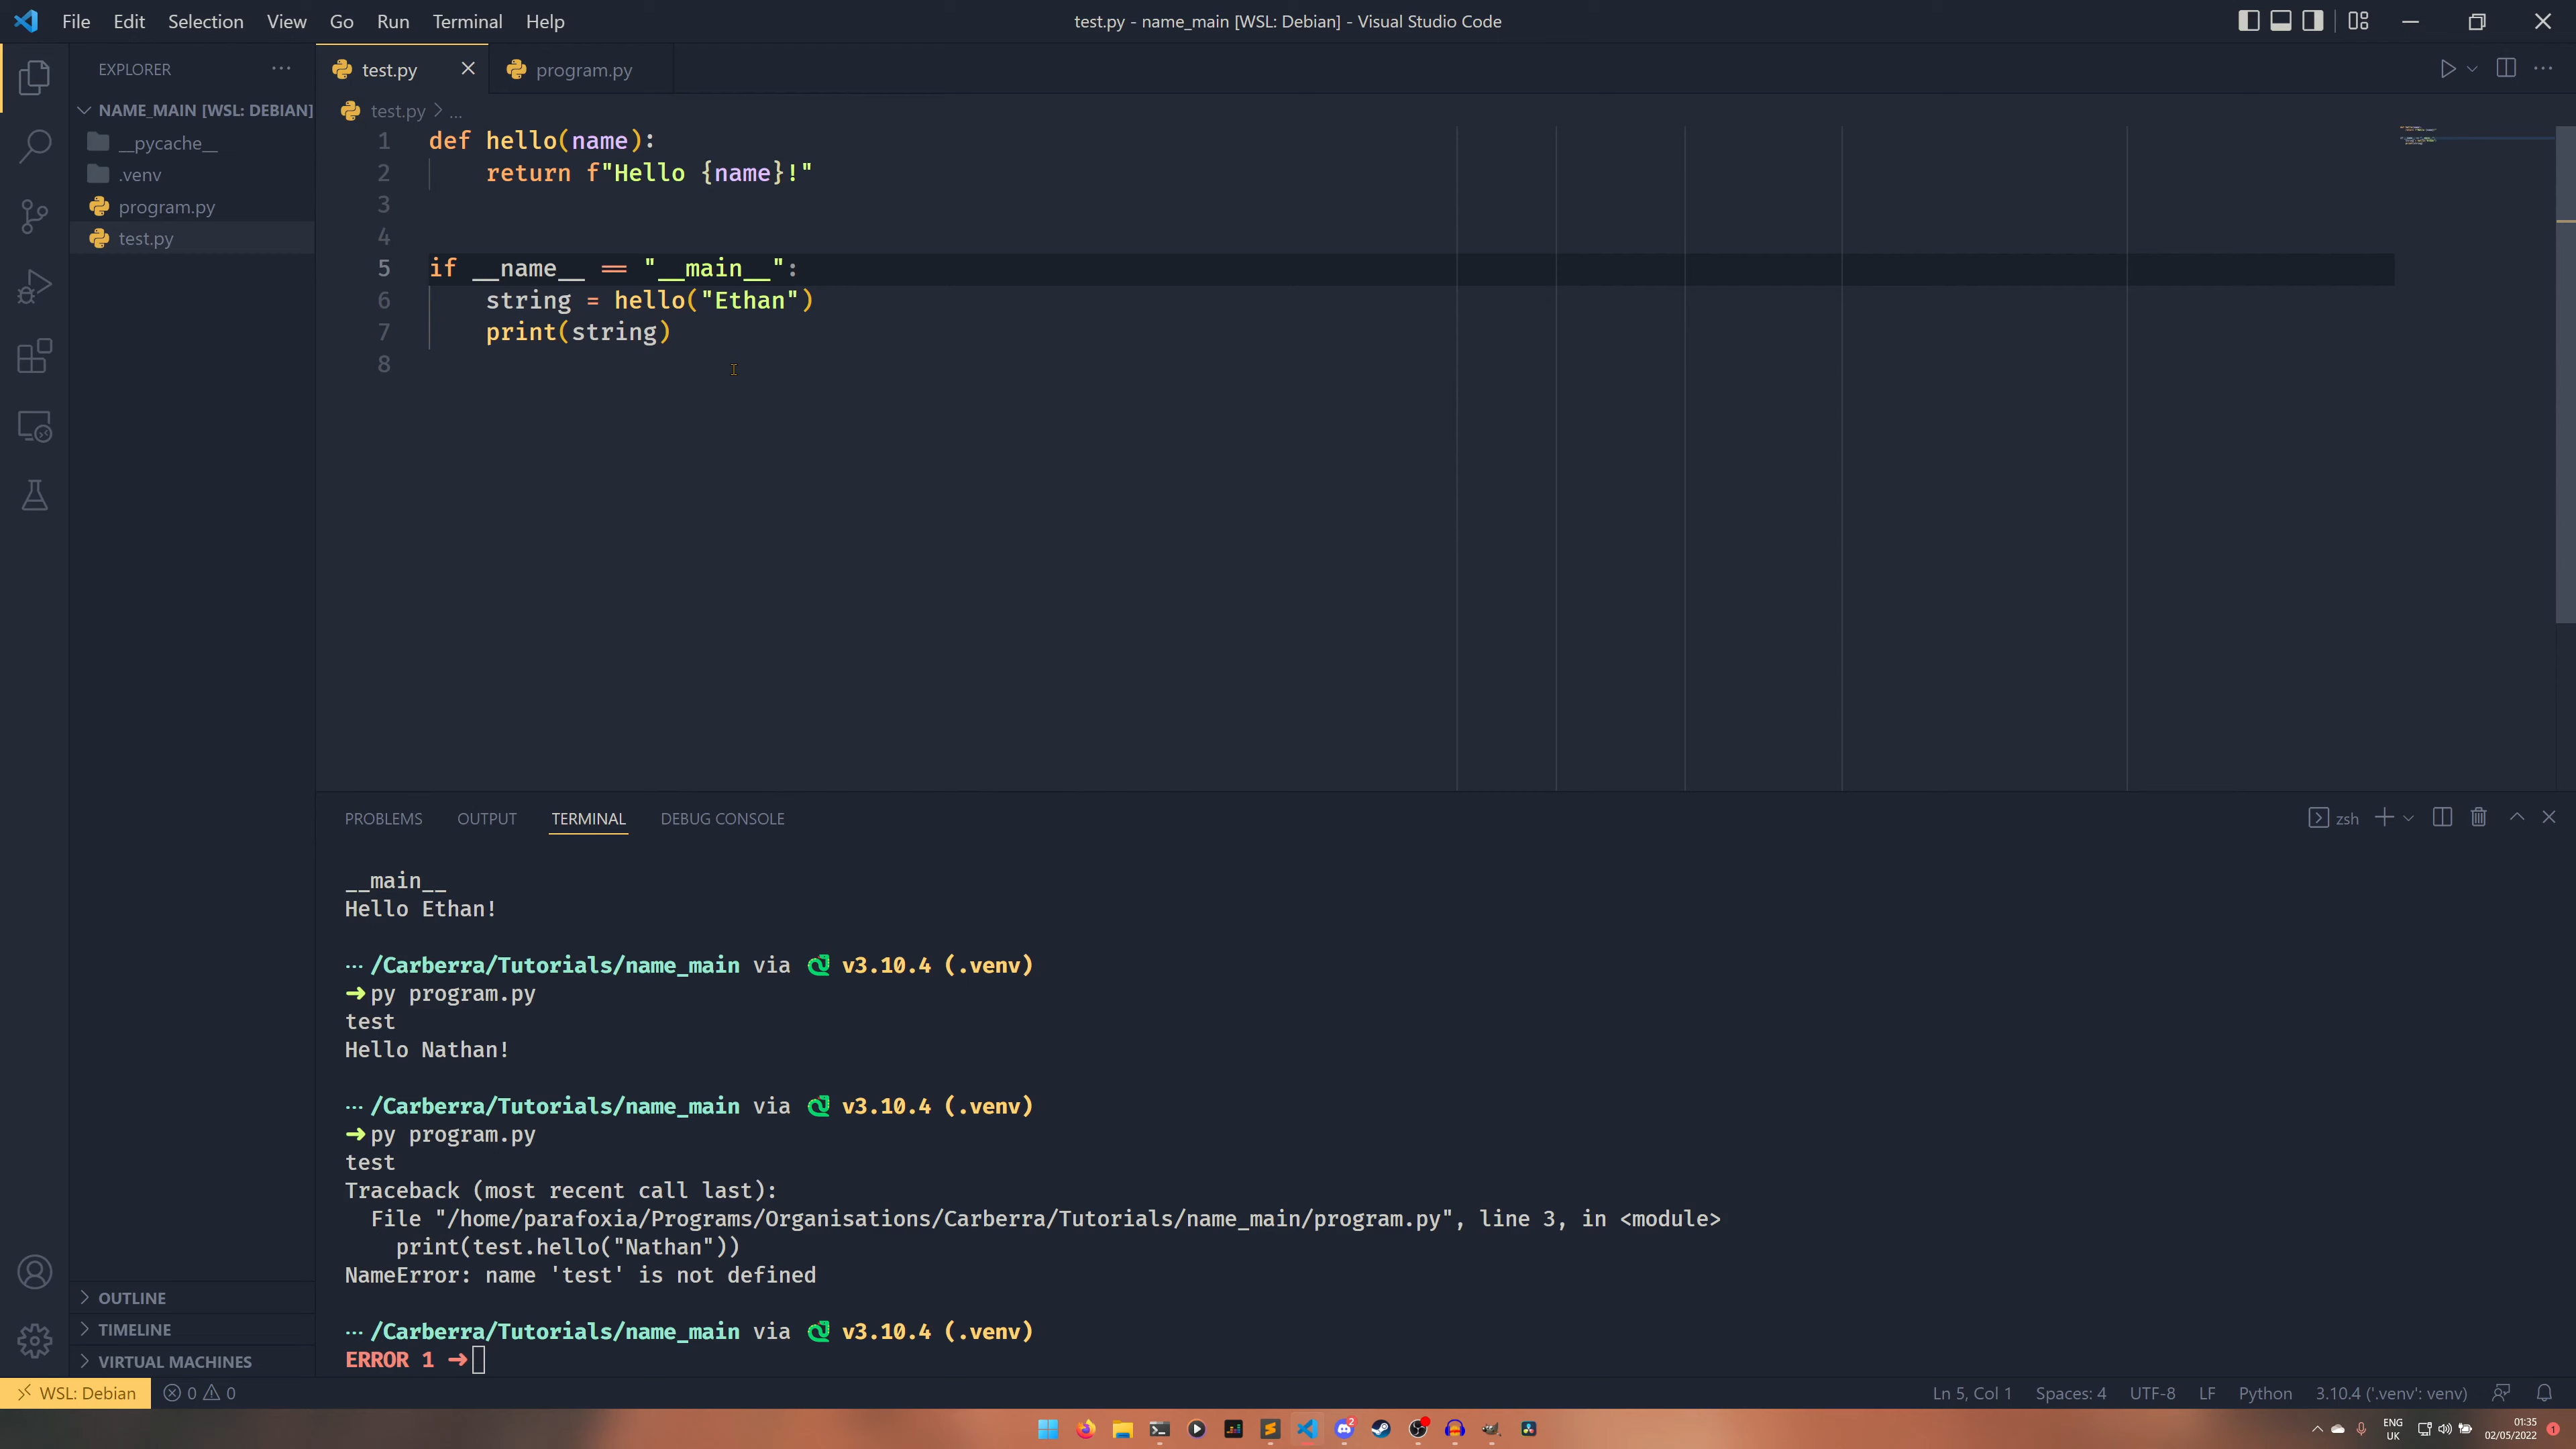 File Edit Selection View Go Run Terminal Help
test.py - name_main [WSL: Debian] - Visual Studio Code
EXPLORER
NAME_MAIN [WSL: DEBIAN]
__pycache__
.venv
program.py
test.py
OUTLINE
TIMELINE
VIRTUAL MACHINES
test.py program.py
test.py > ...
1 def hello(name):
2 return f"Hello {name}!"
3
4
5 if __name__ == "__main__":
6 string = hello("Ethan")
7 print(string)
8
PROBLEMS OUTPUT TERMINAL DEBUG CONSOLE
zsh
__main__
Hello Ethan!
··· /Carberra/Tutorials/name_main via v3.10.4 (.venv)
➜ py program.py
test
Hello Nathan!
··· /Carberra/Tutorials/name_main via v3.10.4 (.venv)
➜ py program.py
test
Traceback (most recent call last):
File "/home/parafoxia/Programs/Organisations/Carberra/Tutorials/name_main/program.py", line 3, in <module>
print(test.hello("Nathan"))
NameError: name 'test' is not defined
··· /Carberra/Tutorials/name_main via v3.10.4 (.venv)
ERROR 1 ➜
WSL: Debian 0 0
Ln 5, Col 1 Spaces: 4 UTF-8 LF Python 3.10.4 ('.venv': venv)
2
ENG
UK
01:35
02/05/2022
1